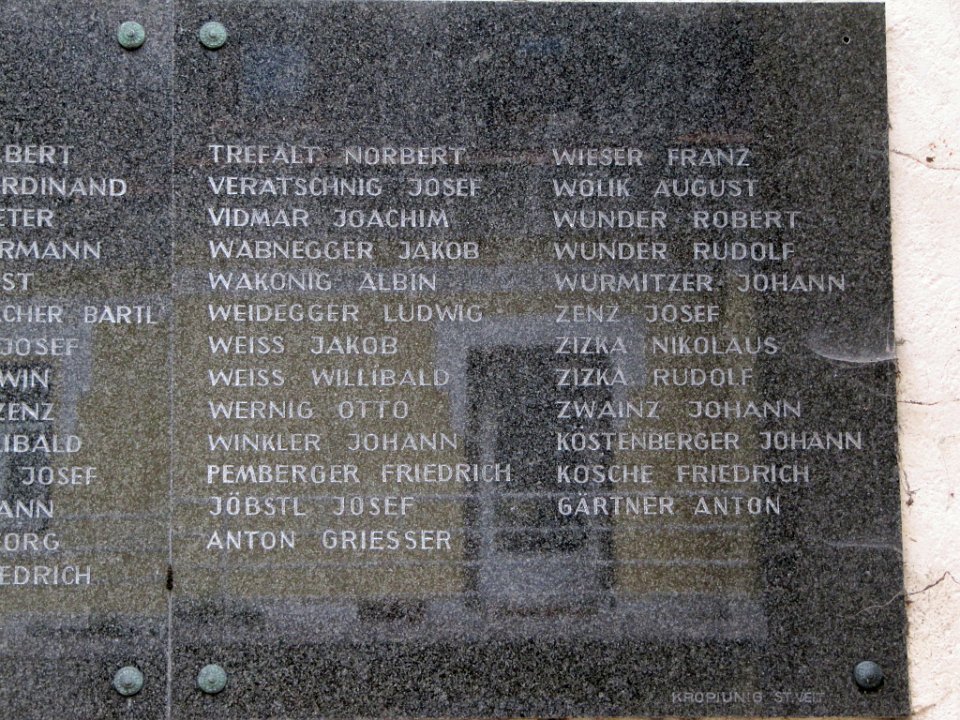 LBERT
RDINAND
ETER
RMANN
ST
CHER BARTL
JOSEF
WIN
ZENZ
LIBALD
JOSEF
ANN
ORG
EDRICH
TREFALT NORBERT
VERATSCHNIG JOSEF
VIDMAR JOACHIM
WABNEGGER JAKOB
WAKONIG ALBIN
WEIDEGGER LUDWIG
WEISS JAKOB
WEISS WILLIBALD
WERNIG OTTO
WINKLER JOHANN
PEMBERGER FRIEDRICH
JÖBSTL JOSEF
ANTON GRIESSER
WIESER FRANZ
WÖLIK AUGUST
WUNDER ROBERT
WUNDER RUDOLF
WURMITZER JOHANN
ZENZ JOSEF
ZIZKA NIKOLAUS
ZIZKA RUDOLF
ZWAINZ JOHANN
KÖSTENBERGER JOHANN
KOSCHE FRIEDRICH
GÄRTNER ANTON
KROPIUNIG ST.VEIT